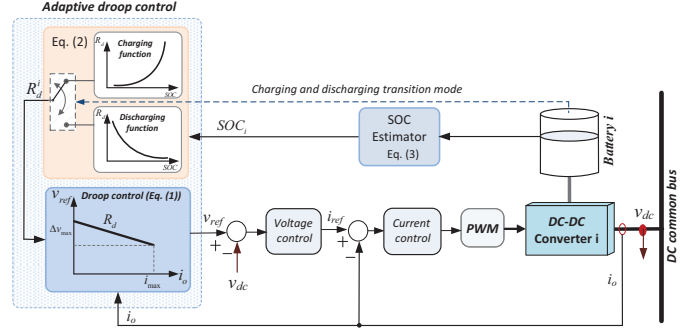 Adaptive droop control
Eq. (2)
R_d
Charging
function
SOC
R_d^i
R_d
Discharging
function
SOC
Charging and discharging transition mode
SOC_i
SOC
Estimator
Eq. (3)
Battery i
DC common bus
Droop control (Eq. (1))
v_ref
R_d
Δv_max
i_max
i_o
v_ref
+
−
v_dc
Voltage
control
i_ref
+
−
Current
control
PWM
DC-DC
Converter i
v_dc
i_o
i_o